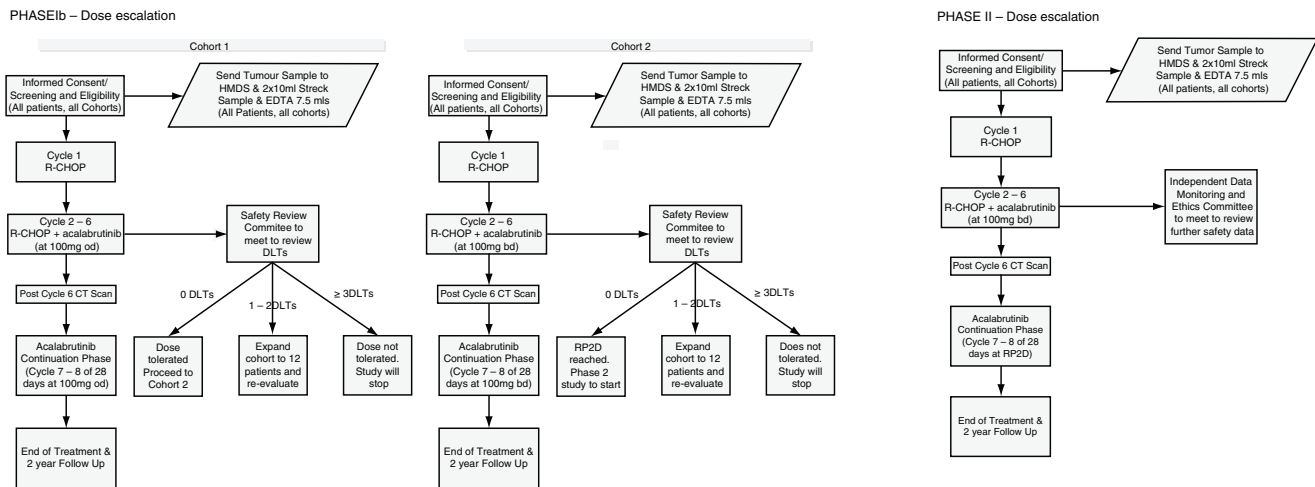 PHASEIb – Dose escalation
Cohort 1
Informed Consent/
Screening and Eligibility
(All patients, all Cohorts)
Send Tumour Sample to
HMDS & 2x10ml Streck
Sample & EDTA 7.5 mls
(All Patients, all cohorts)
Cycle 1
R-CHOP
Cycle 2 – 6
R-CHOP + acalabrutinib
(at 100mg od)
Safety Review
Commitee to
meet to review
DLTs
Post Cycle 6 CT Scan
0 DLTs
1 – 2DLTs
≥ 3DLTs
Acalabrutinib
Continuation Phase
(Cycle 7 – 8 of 28
days at 100mg od)
Dose
tolerated
Proceed to
Cohort 2
Expand
cohort to 12
patients and
re-evaluate
Dose not
tolerated.
Study will
stop
End of Treatment &
2 year Follow Up
Cohort 2
Informed Consent/
Screening and Eligibility
(All patients, all Cohorts)
Send Tumor Sample to
HMDS & 2x10ml Streck
Sample & EDTA 7.5 mls
(All Patients, all cohorts)
Cycle 1
R-CHOP
Cycle 2 – 6
R-CHOP + acalabrutinib
(at 100mg bd)
Safety Review
Commitee to
meet to review
DLTs
Post Cycle 6 CT Scan
0 DLTs
1 – 2DLTs
≥ 3DLTs
Acalabrutinib
Continuation Phase
(Cycle 7 – 8 of 28
days at 100mg bd)
RP2D
reached.
Phase 2
study to start
Expand
cohort to 12
patients and
re-evaluate
Does not
tolerated.
Study will
stop
End of Treatment &
2 year Follow Up
PHASE II – Dose escalation
Informed Consent/
Screening and Eligibility
(All patients, all Cohorts)
Send Tumor Sample to
HMDS & 2x10ml Streck
Sample & EDTA 7.5 mls
(All Patients, all cohorts)
Cycle 1
R-CHOP
Cycle 2 – 6
R-CHOP + acalabrutinib
(at 100mg bd)
Independent Data
Monitoring and
Ethics Committee
to meet to review
further safety data
Post Cycle 6 CT Scan
Acalabrutinib
Continuation Phase
(Cycle 7 – 8 of 28
days at RP2D)
End of Treatment &
2 year Follow Up